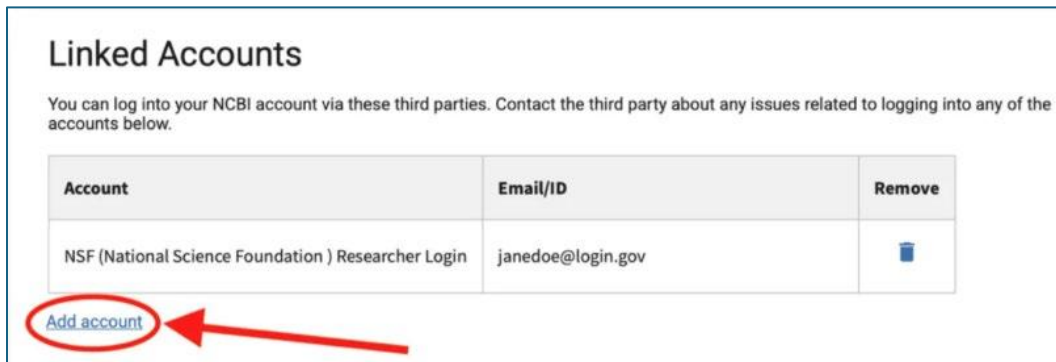 Linked Accounts
You can log into your NCBI account via these third parties. Contact the third party about any issues related to logging into any of the
accounts below.
Account Email/ID Remove
NSF (National Science Foundation ) Researcher Login janedoe@login.gov
Add account